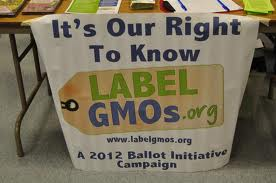 It's Our Right
To Know
LABEL
GMOs.org
www.labelgmos.org
A 2012 Ballot Initiative
Campaign